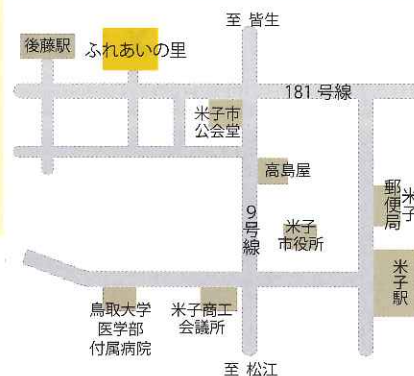 至 皆生
後藤駅
ふれあいの里
181 号線
米子市
公会堂
高島屋
米子
郵便局
9号線
米子
市役所
米子駅
鳥取大学
医学部
付属病院
米子商工
会議所
至 松江